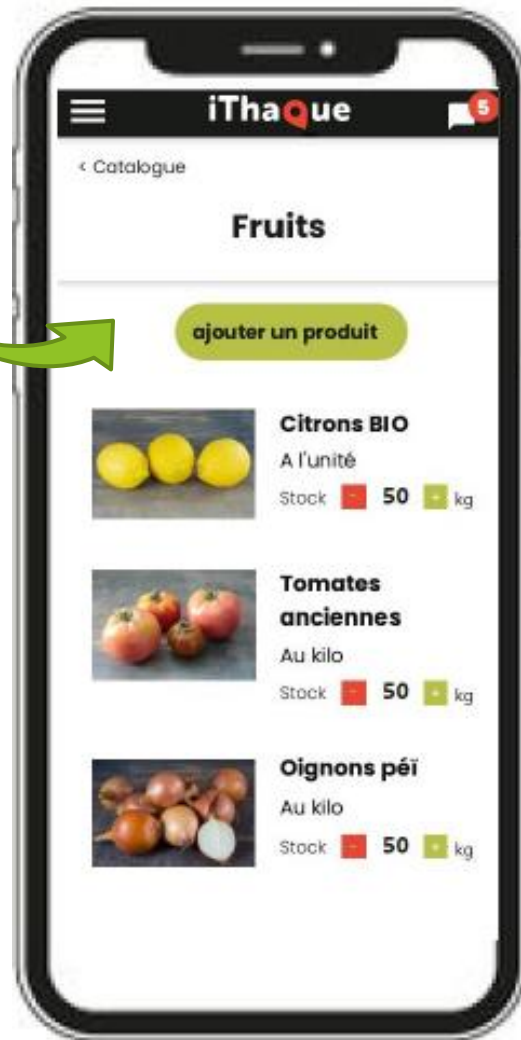 iThaque
5
< Catalogue
Fruits
ajouter un produit
Citrons BIO
A l'unité
Stock - 50 + kg
Tomates
anciennes
Au kilo
Stock - 50 + kg
Oignons péï
Au kilo
Stock - 50 + kg